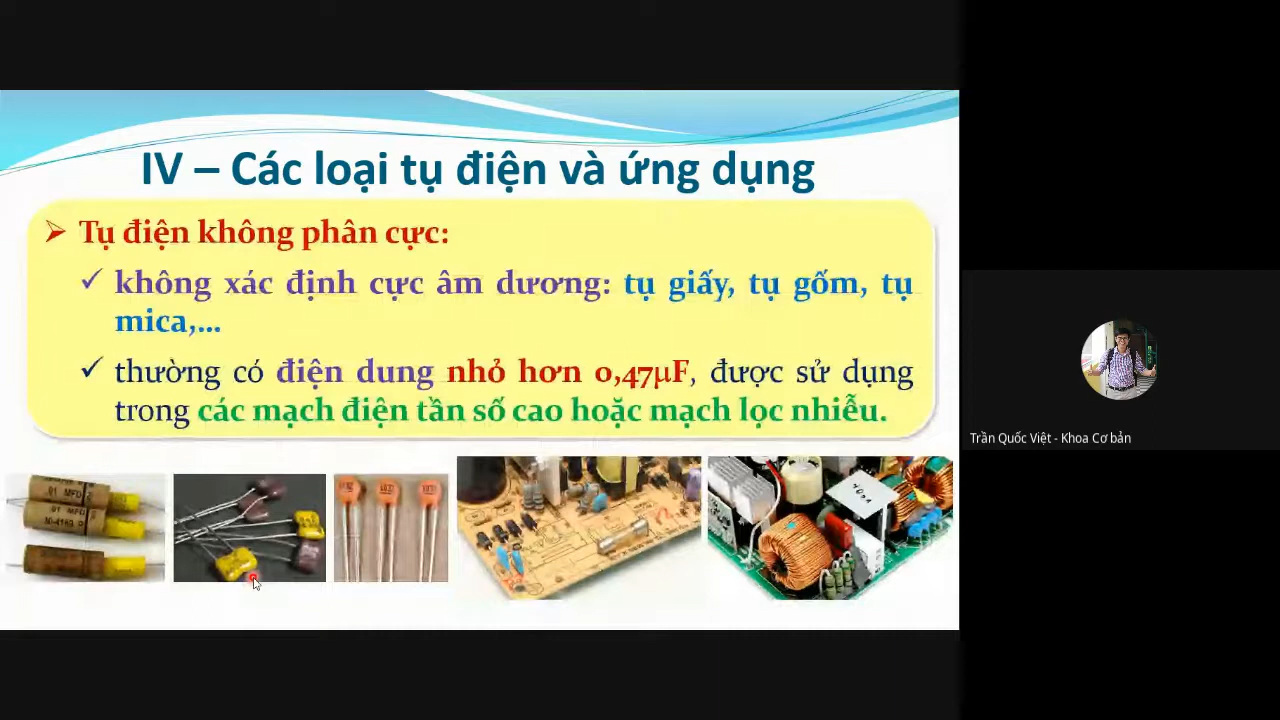 IV – Các loại tụ điện và ứng dụng
Tụ điện không phân cực:
không xác định cực âm dương: tụ giấy, tụ gốm, tụ
mica,...
thường có điện dung nhỏ hơn 0,47µF, được sử dụng
trong các mạch điện tần số cao hoặc mạch lọc nhiễu.
Trần Quốc Việt - Khoa Cơ bản